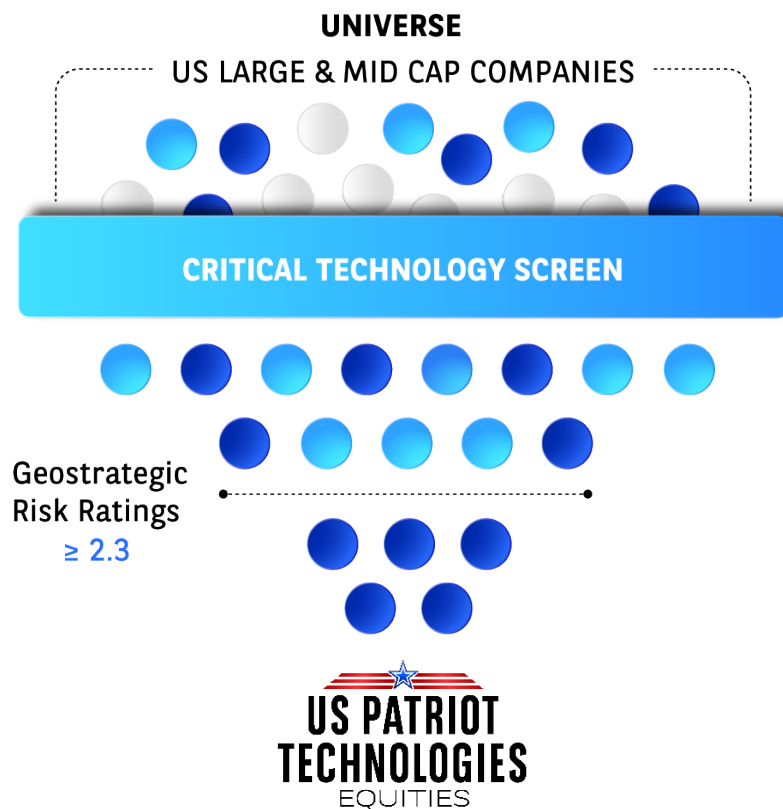 UNIVERSE
US LARGE & MID CAP COMPANIES
CRITICAL TECHNOLOGY SCREEN
Geostrategic
Risk Ratings
≥ 2.3
US PATRIOT
TECHNOLOGIES
EQUITIES